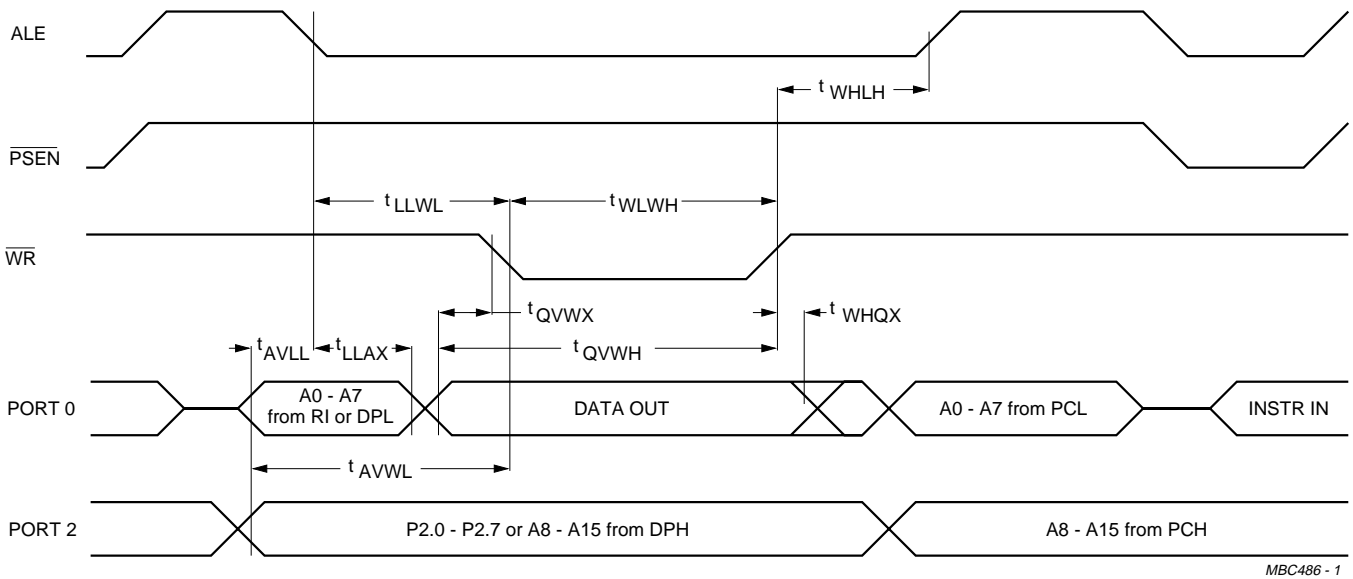 ALE
t WHLH
PSEN
t LLWL
t WLWH
WR
t QVWX
t WHQX
t AVLL
t LLAX
t QVWH
PORT 0
A0 - A7
from RI or DPL
DATA OUT
A0 - A7 from PCL
INSTR IN
t AVWL
PORT 2
P2.0 - P2.7 or A8 - A15 from DPH
A8 - A15 from PCH
MBC486 - 1